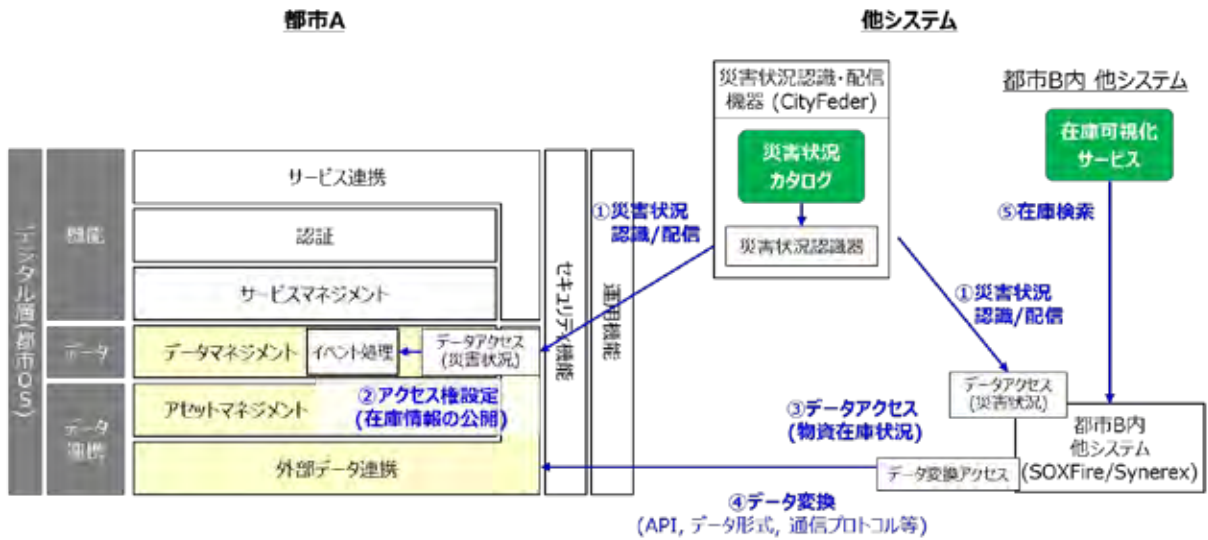 都市A
他システム
災害状況認識・配信
機器 (CityFeder)
災害状況
カタログ
災害状況認識器
都市B内 他システム
在庫可視化
サービス
デジタル層(都市OS)
機能
データ
データ
連携
サービス連携
認証
サービスマネジメント
データマネジメント
イベント処理
データアクセス
(災害状況)
アセットマネジメント
外部データ連携
セキュリティ機能
運用機能
①災害状況
認識/配信
②アクセス権設定
(在庫情報の公開)
①災害状況
認識/配信
⑤在庫検索
データアクセス
(災害状況)
③データアクセス
(物資在庫状況)
都市B内
他システム
(SOXFire/Synerex)
データ変換アクセス
④データ変換
(API, データ形式, 通信プロトコル等)